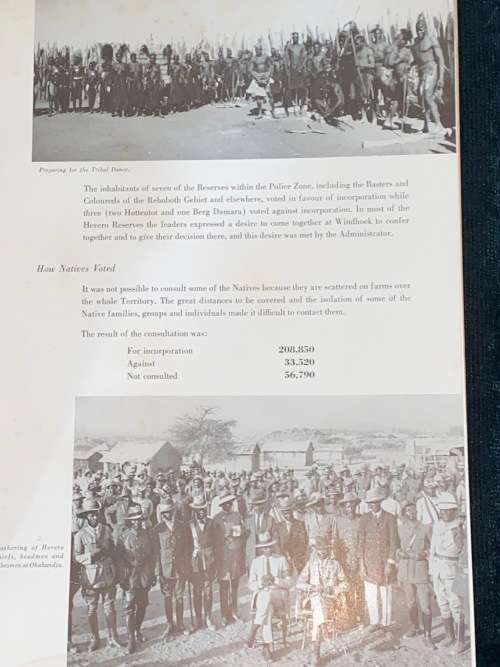 Preparing for the Tribal Dance.
The inhabitants of seven of the Reserves within the Police Zone, including the Basters and
Coloureds of the Rehoboth Gebiet and elsewhere, voted in favour of incorporation while
three (two Hottentot and one Berg Damara) voted against incorporation. In most of the
Herero Reserves the leaders expressed a desire to come together at Windhoek to confer
together and to give their decision there, and this desire was met by the Administrator.
How Natives Voted
It was not possible to consult some of the Natives because they are scattered on farms over
the whole Territory. The great distances to be covered and the isolation of some of the
Native families, groups and individuals made it difficult to contact them.
The result of the consultation was:
For incorporation 208,850
Against 33,520
Not consulted 56,790
athering of Herero
iefs, headmen and
besmen at Okahandja.